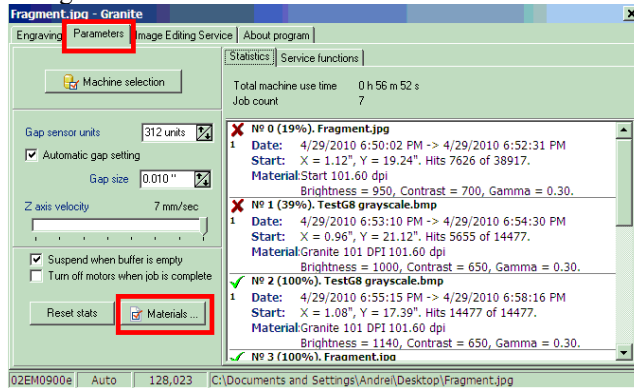 Fragment.jpg - Granite
Engraving Parameters Image Editing Service About program
Machine selection
Gap sensor units 312 units
Automatic gap setting
Gap size 0.010 "
Z axis velocity 7 mm/sec
Suspend when buffer is empty
Turn off motors when job is complete
Reset stats Materials ...
Statistics Service functions
Total machine use time 0 h 56 m 52 s
Job count 7
№ 0 (19%). Fragment.jpg
1 Date: 4/29/2010 6:50:02 PM -> 4/29/2010 6:52:31 PM
Start: X = 1.12", Y = 19.24". Hits 7626 of 38917.
Material:Start 101.60 dpi
Brightness = 950, Contrast = 700, Gamma = 0.30.
№ 1 (39%). TestG8 grayscale.bmp
1 Date: 4/29/2010 6:53:10 PM -> 4/29/2010 6:54:30 PM
Start: X = 0.96", Y = 21.12". Hits 5655 of 14477.
Material:Granite 101 DPI 101.60 dpi
Brightness = 1000, Contrast = 650, Gamma = 0.30.
№ 2 (100%). TestG8 grayscale.bmp
1 Date: 4/29/2010 6:55:15 PM -> 4/29/2010 6:58:16 PM
Start: X = 1.08", Y = 17.39". Hits 14477 of 14477.
Material:Granite 101 DPI 101.60 dpi
Brightness = 1140, Contrast = 650, Gamma = 0.30.
№ 3 (100%). Fragment.jpg
02EM0900e Auto 128,023 C:\Documents and Settings\Andrei\Desktop\Fragment.jpg